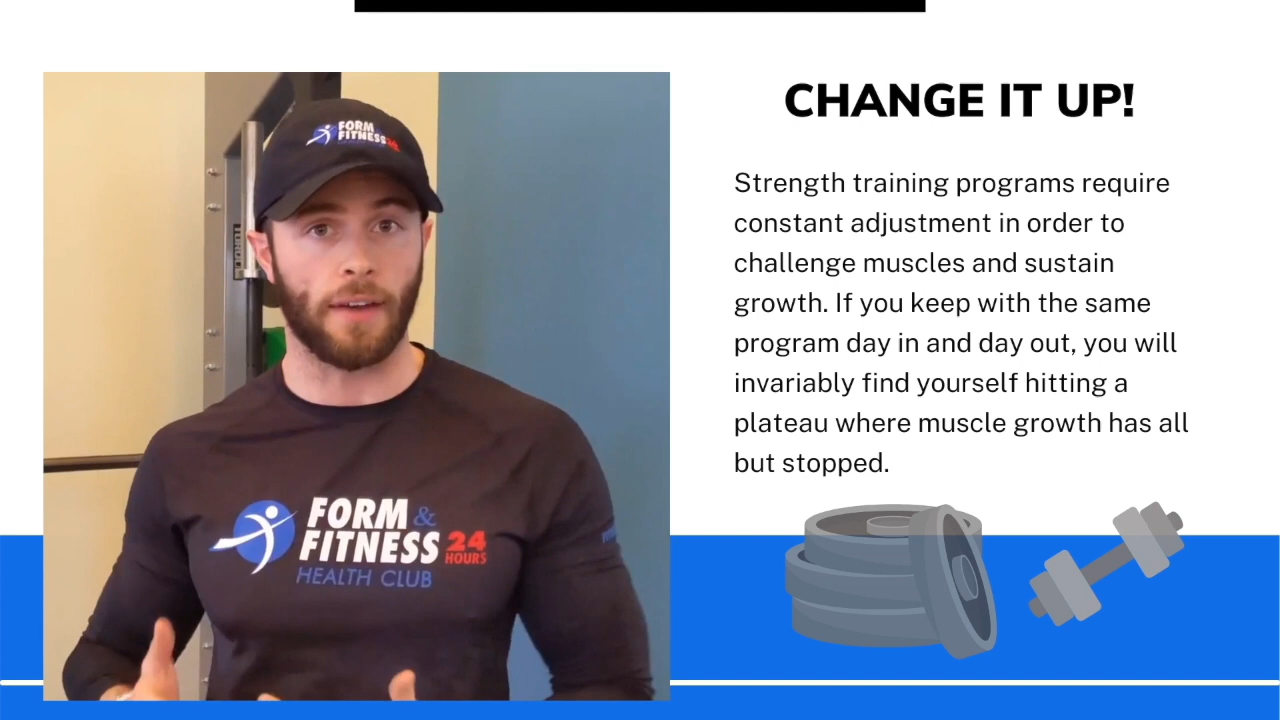 CHANGE IT UP!
Strength training programs require
constant adjustment in order to
challenge muscles and sustain
growth. If you keep with the same
program day in and day out, you will
invariably find yourself hitting a
plateau where muscle growth has all
but stopped.
FORM
FITNESS
FORM &
FITNESS 24
HOURS
HEALTH CLUB